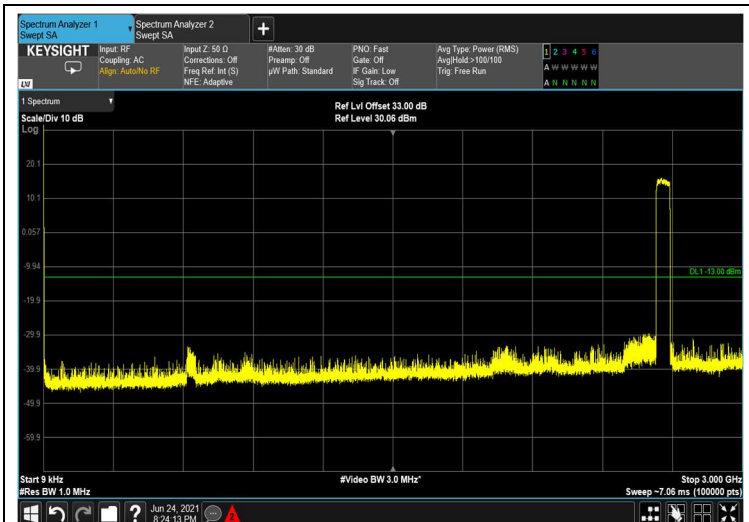 Spectrum Analyzer 1
Swept SA
Spectrum Analyzer 2
Swept SA
+
KEYSIGHT
Input: RF
Coupling: AC
Align: Auto/No RF
Input Z: 50 Ω
Corrections: Off
Freq Ref: Int (S)
NFE: Adaptive
#Atten: 30 dB
Preamp: Off
µW Path: Standard
PNO: Fast
Gate: Off
IF Gain: Low
Sig Track: Off
Avg Type: Power (RMS)
Avg|Hold:>100/100
Trig: Free Run
1 2 3 4 5 6
A W W W W W
A N N N N N
LXI
1 Spectrum
Scale/Div 10 dB
Log
Ref Lvl Offset 33.00 dB
Ref Level 30.06 dBm
20.1
10.1
0.057
-9.94
DL1 -13.00 dBm
-19.9
-29.9
-39.9
-49.9
-59.9
Start 9 kHz
#Video BW 3.0 MHz*
Stop 3.000 GHz
#Res BW 1.0 MHz
Sweep ~7.06 ms (100000 pts)
?
Jun 24, 2021
8:24:13 PM